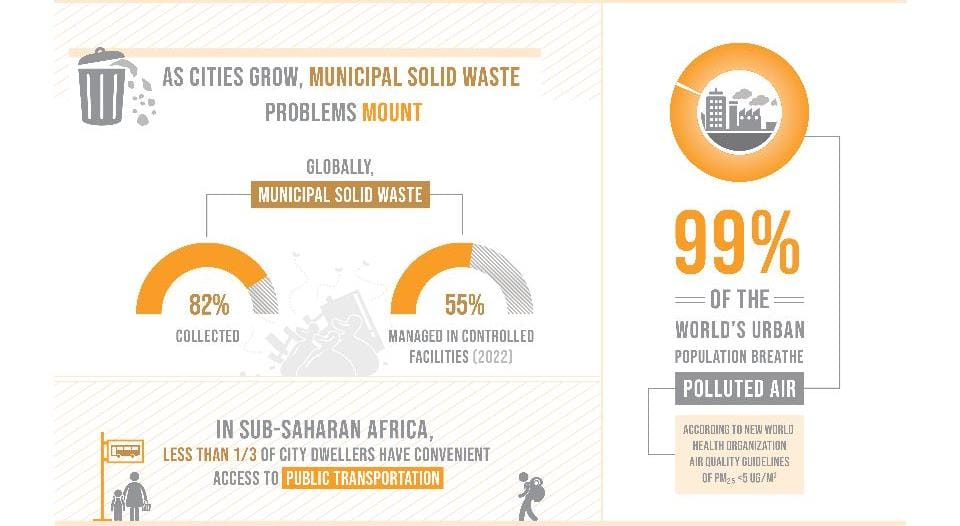 AS CITIES GROW, MUNICIPAL SOLID WASTE
PROBLEMS MOUNT
GLOBALLY,
MUNICIPAL SOLID WASTE
82%
COLLECTED
55%
MANAGED IN CONTROLLED
FACILITIES (2022)
IN SUB-SAHARAN AFRICA,
LESS THAN 1/3 OF CITY DWELLERS HAVE CONVENIENT
ACCESS TO PUBLIC TRANSPORTATION
99%
OF THE
WORLD'S URBAN
POPULATION BREATHE
POLLUTED AIR
ACCORDING TO NEW WORLD
HEALTH ORGANIZATION
AIR QUALITY GUIDELINES
OF PM₂.₅ <5 UG/M³